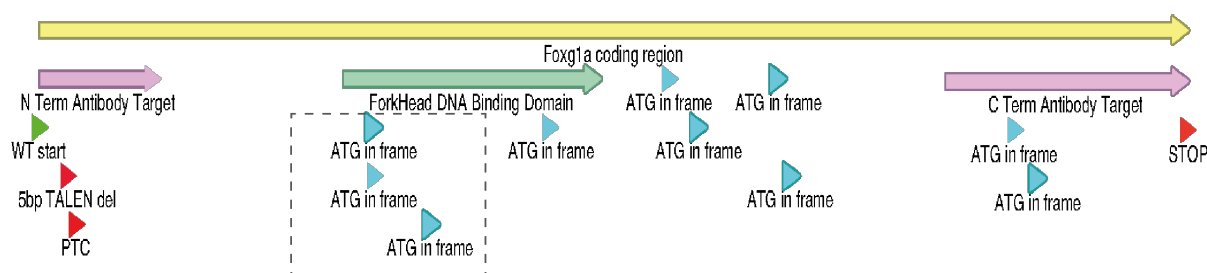 Foxg1a coding region
N Term Antibody Target
ForkHead DNA Binding Domain
ATG in frame
ATG in frame
C Term Antibody Target
WT start
ATG in frame
ATG in frame
ATG in frame
ATG in frame
STOP
5bp TALEN del
ATG in frame
ATG in frame
ATG in frame
PTC
ATG in frame